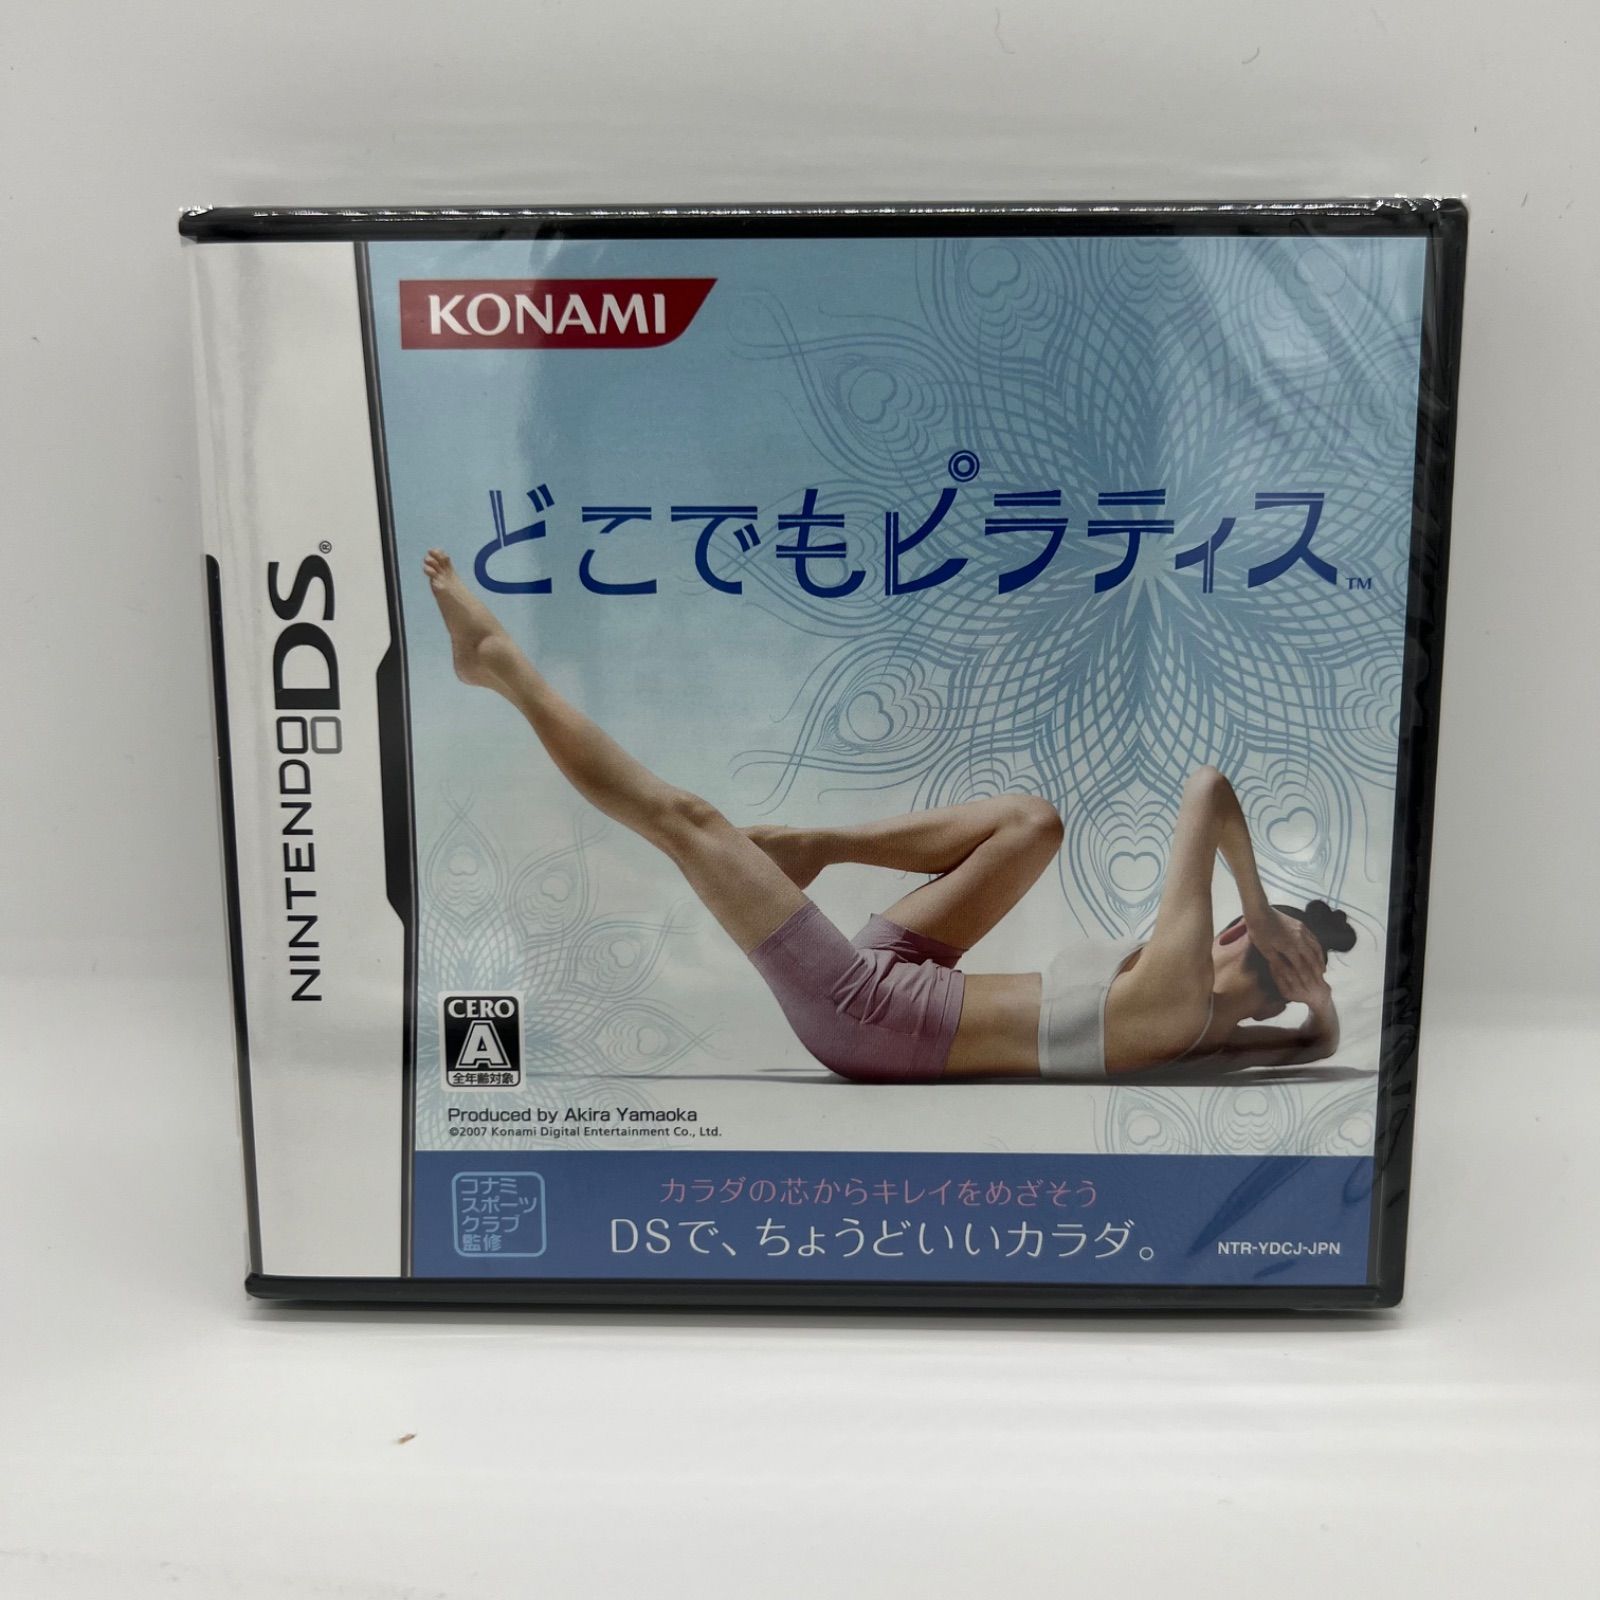 KONAMI
どこでもピラティス™
NINTENDO DS®
CERO
A
全年齢対象
Produced by Akira Yamaoka
©2007 Konami Digital Entertainment Co., Ltd.
コナミ
スポーツ
クラブ
監修
カラダの芯からキレイをめざそう
DSで、ちょうどいいカラダ。
NTR-YDCJ-JPN